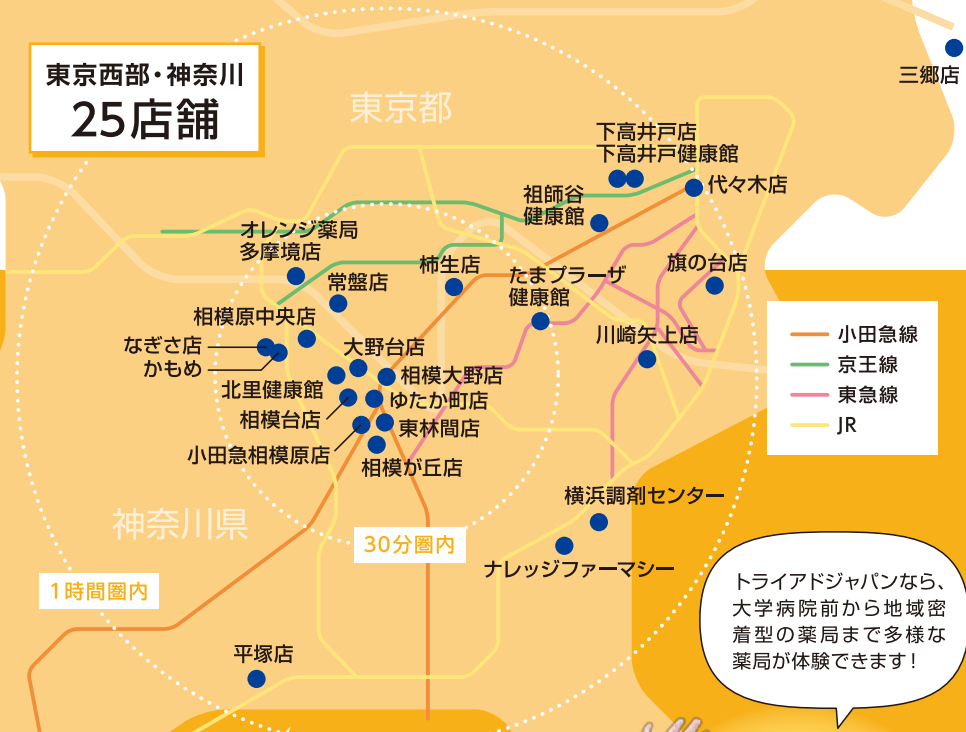 東京西部・神奈川
25店舗
東京都
三郷店
下高井戸店
下高井戸健康館
代々木店
祖師谷
健康館
オレンジ薬局
多摩境店
柿生店
旗の台店
たまプラーザ
健康館
常盤店
相模原中央店
川崎矢上店
なぎさ店
かもめ
大野台店
相模大野店
北里健康館
ゆたか町店
相模台店
東林間店
小田急相模原店
相模が丘店
小田急線
京王線
東急線
JR
横浜調剤センター
神奈川県
30分圏内
ナレッジファーマシー
1時間圏内
平塚店
トライアドジャパンなら、
大学病院前から地域密
着型の薬局まで多様な
薬局が体験できます!